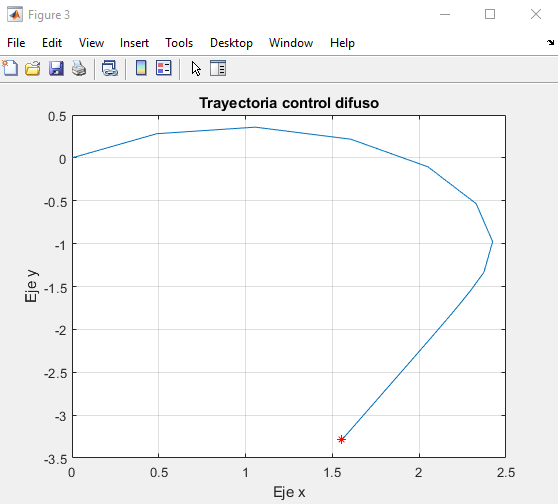 Figure 3
File Edit View Insert Tools Desktop Window Help
Trayectoria control difuso
0.5
0
-0.5
-1
-1.5
-2
-2.5
-3
-3.5
Eje y
0 0.5 1 1.5 2 2.5
Eje x